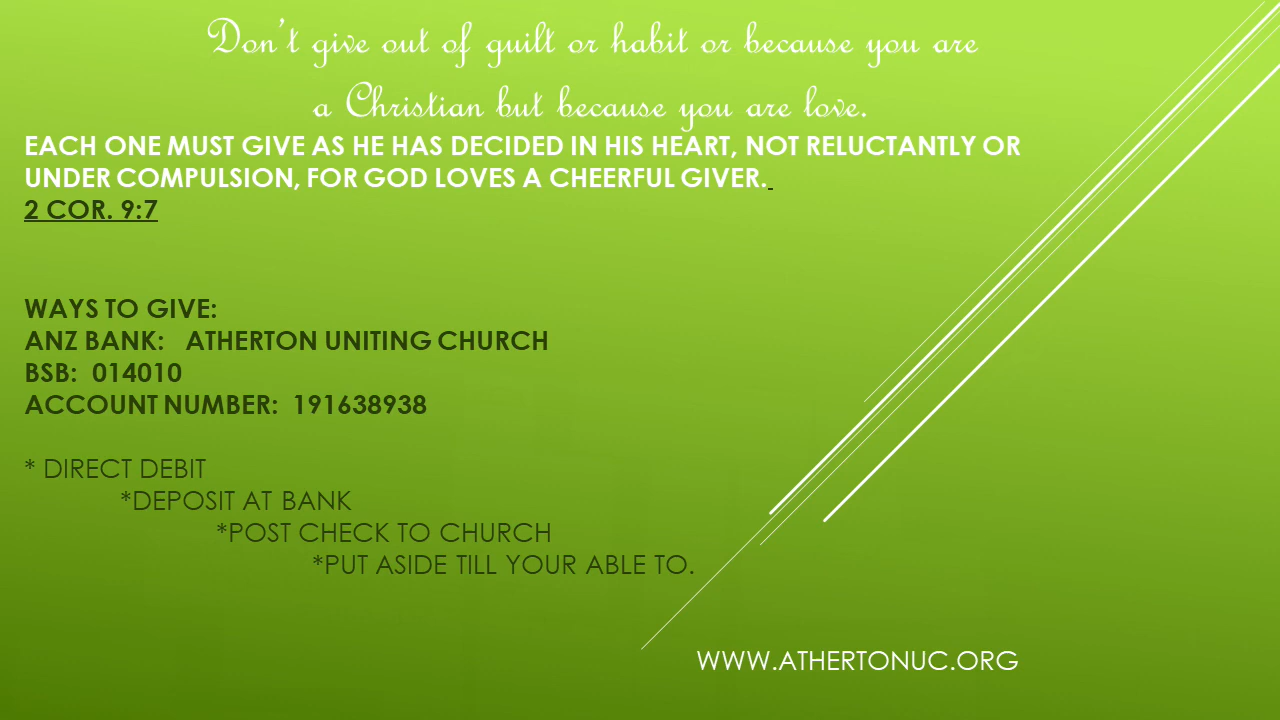 Don't give out of guilt or habit or because you are
a Christian but because you are love.
EACH ONE MUST GIVE AS HE HAS DECIDED IN HIS HEART, NOT RELUCTANTLY OR
UNDER COMPULSION, FOR GOD LOVES A CHEERFUL GIVER.
2 COR. 9:7
WAYS TO GIVE:
ANZ BANK: ATHERTON UNITING CHURCH
BSB: 014010
ACCOUNT NUMBER: 191638938
* DIRECT DEBIT
*DEPOSIT AT BANK
*POST CHECK TO CHURCH
*PUT ASIDE TILL YOUR ABLE TO.
WWW.ATHERTONUC.ORG